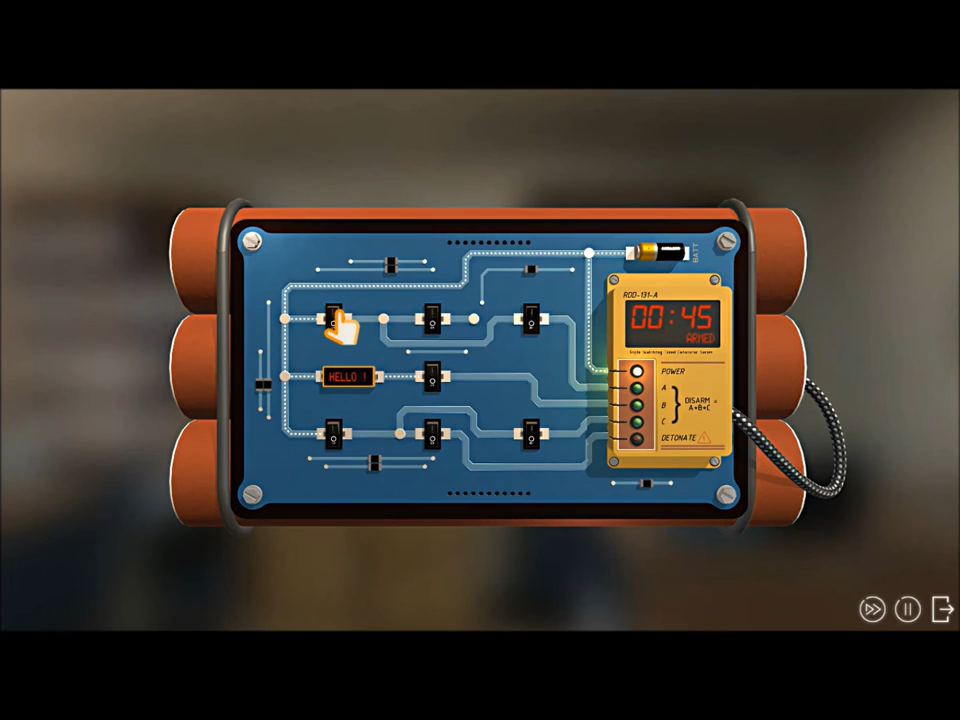 BATT
RDD-131-A
00:45
ARMED
POWER
A
B
C
DISARM =
A*B*C
DETONATE
HELLO !